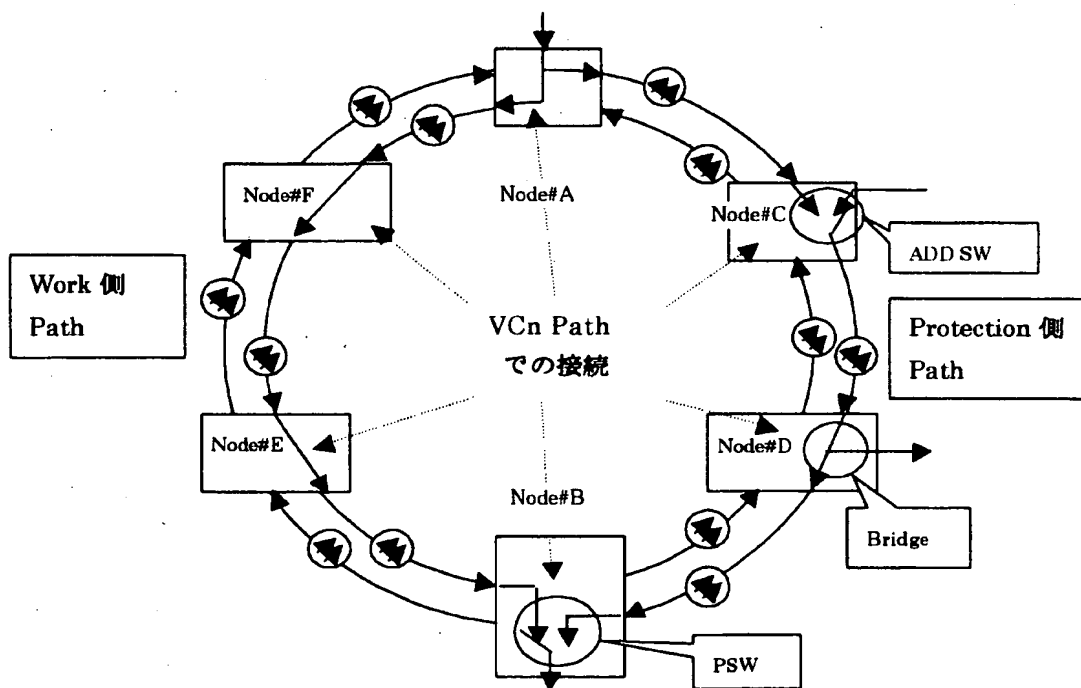 Node#F
Node#A
Node#C
ADD SW
Work 側
Path
VCn Path
での接続
Protection 側
Path
Node#E
Node#D
Node#B
Bridge
PSW